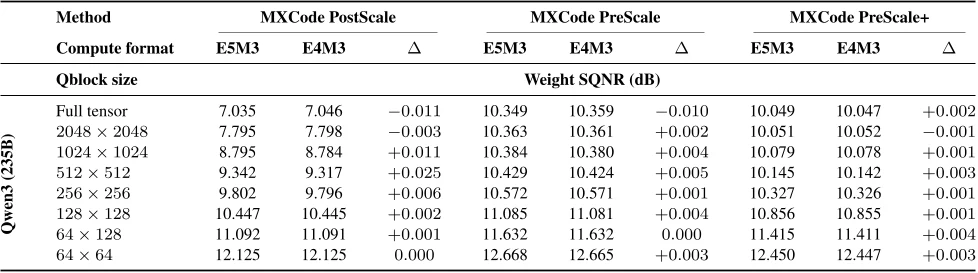 Method MXCode PostScale MXCode PreScale MXCode PreScale+
Compute format E5M3 E4M3 Δ E5M3 E4M3 Δ E5M3 E4M3 Δ
Qblock size Weight SQNR (dB)
Qwen3 (235B)
Full tensor 7.035 7.046 −0.011 10.349 10.359 −0.010 10.049 10.047 +0.002
2048 × 2048 7.795 7.798 −0.003 10.363 10.361 +0.002 10.051 10.052 −0.001
1024 × 1024 8.795 8.784 +0.011 10.384 10.380 +0.004 10.079 10.078 +0.001
512 × 512 9.342 9.317 +0.025 10.429 10.424 +0.005 10.145 10.142 +0.003
256 × 256 9.802 9.796 +0.006 10.572 10.571 +0.001 10.327 10.326 +0.001
128 × 128 10.447 10.445 +0.002 11.085 11.081 +0.004 10.856 10.855 +0.001
64 × 128 11.092 11.091 +0.001 11.632 11.632 0.000 11.415 11.411 +0.004
64 × 64 12.125 12.125 0.000 12.668 12.665 +0.003 12.450 12.447 +0.003